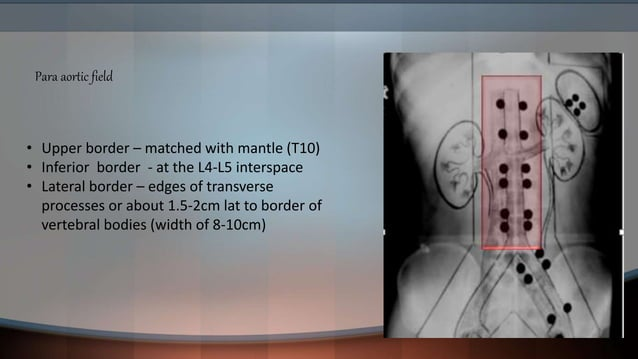 Para aortic field
• Upper border – matched with mantle (T10)
• Inferior  border  - at the L4-L5 interspace
• Lateral border – edges of transverse
processes or about 1.5-2cm lat to border of
vertebral bodies (width of 8-10cm)